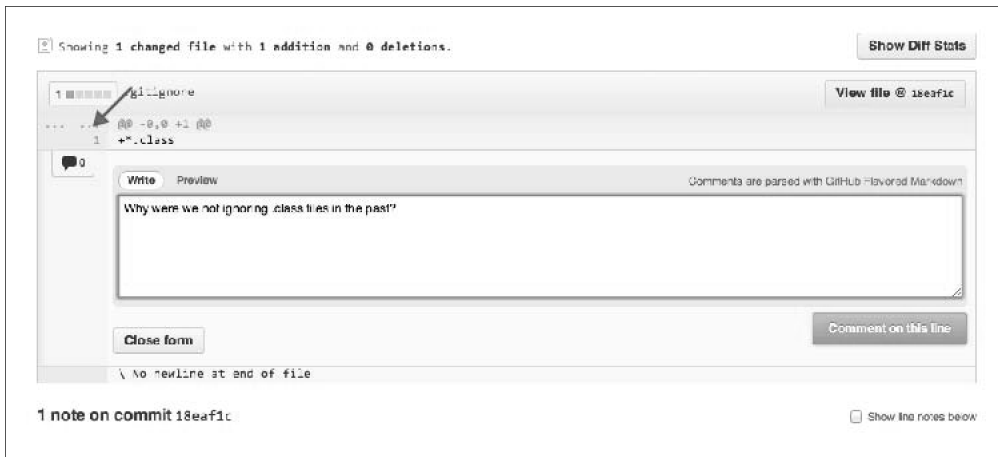 Showing 1 changed file with 1 addition and 0 deletions.
Show Diff Stats
1 .gitignore
View file @ 18eaf1c
... ... @@ -0,0 +1 @@
1 +*.class
0
Write Preview Comments are parsed with GitHub Flavored Markdown
Why were we not ignoring .class files in the past?
Close form
Comment on this line
\ No newline at end of file
1 note on commit 18eaf1c
Show line notes below